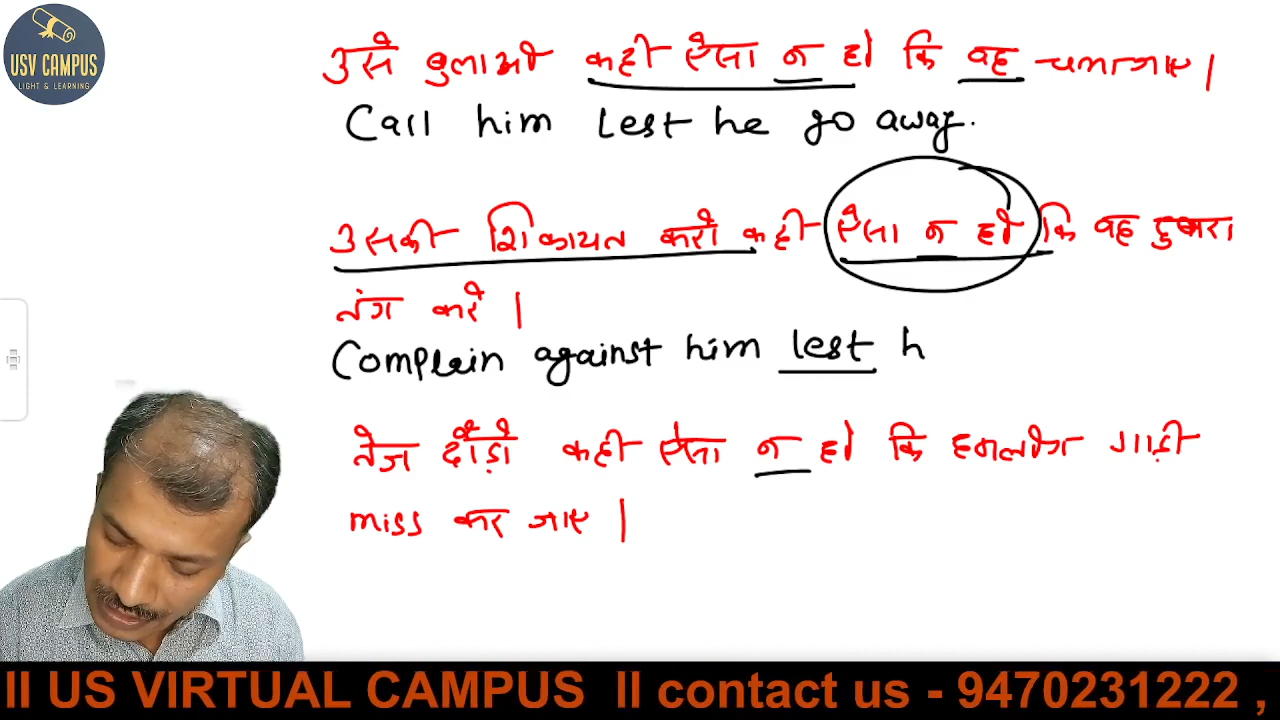 USV CAMPUS
LIGHT & LEARNING
उसे बुलाओ कही ऐसा न हो कि वह चलाजाए |
Call him lest he go away.
उसकी शिकायत करो कही ऐसा न हो कि वह दुबारा
तंग करे |
Complain against him lest h
तेज दौड़ो कही ऐसा न हो कि हमलोग गाड़ी
miss कर जाए |
II US VIRTUAL CAMPUS II contact us - 9470231222 ,